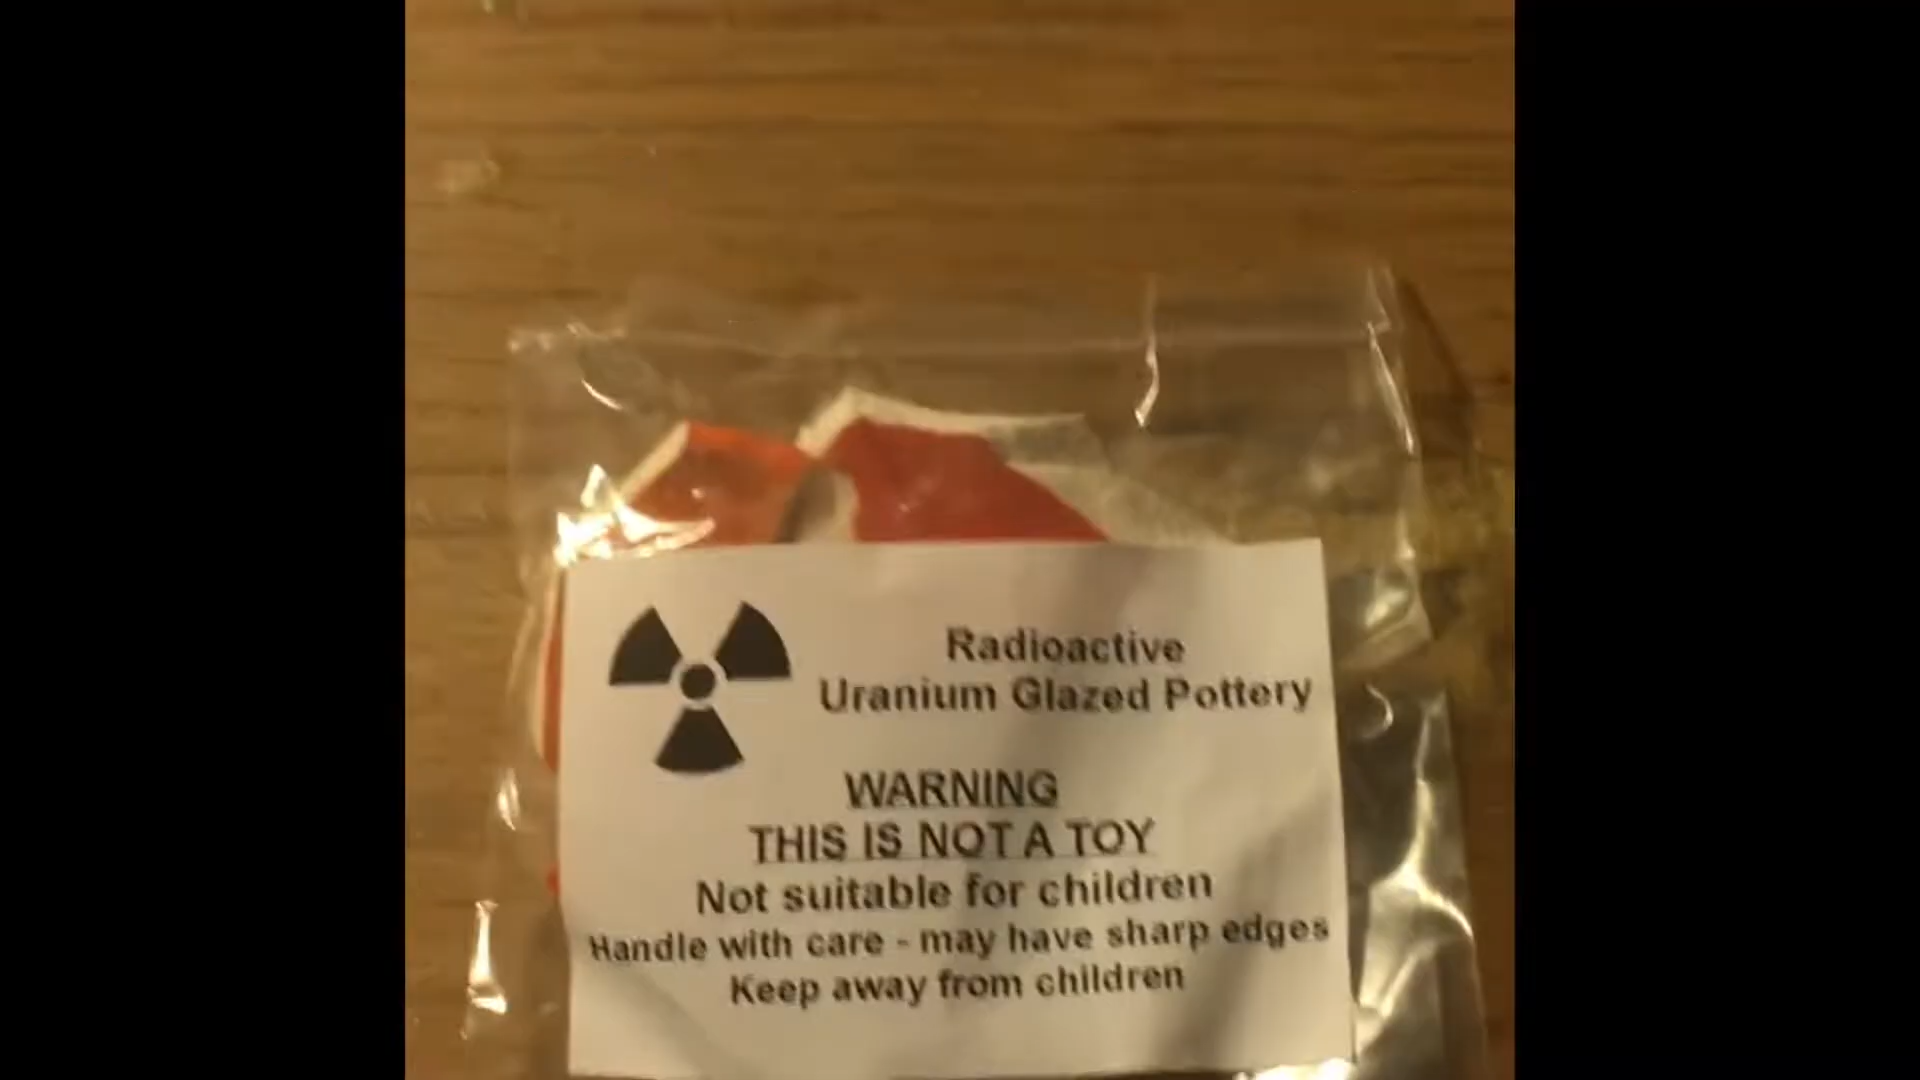 Radioactive
Uranium Glazed Pottery
WARNING
THIS IS NOT A TOY
Not suitable for children
Handle with care - may have sharp edges
Keep away from children